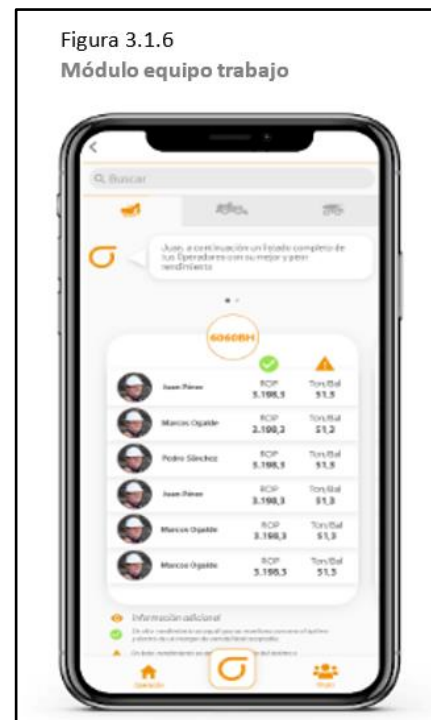 Figura 3.1.6
Módulo equipo trabajo
Buscar
Juan, a continuación un listado completo de
tus Operadores con su mejor y peor
rendimiento
6060BH
Juan Pérez
ROP
3.198,3
Ton/Bal
51,3
Marcos Ogalde
ROP
3.198,3
Ton/Bal
51,3
Pedro Sánchez
ROP
3.198,3
Ton/Bal
51,3
Juan Pérez
ROP
3.198,3
Ton/Bal
51,3
Marcos Ogalde
ROP
3.198,3
Ton/Bal
51,3
Marcos Ogalde
ROP
3.198,3
Ton/Bal
51,3
Información adicional